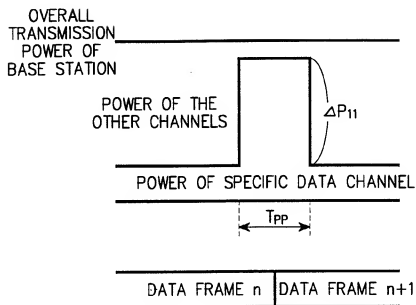 OVERALL
TRANSMISSION
POWER OF
BASE STATION
POWER OF THE
OTHER CHANNELS
ΔP11
POWER OF SPECIFIC DATA CHANNEL
TPP
DATA FRAME n
DATA FRAME n+1